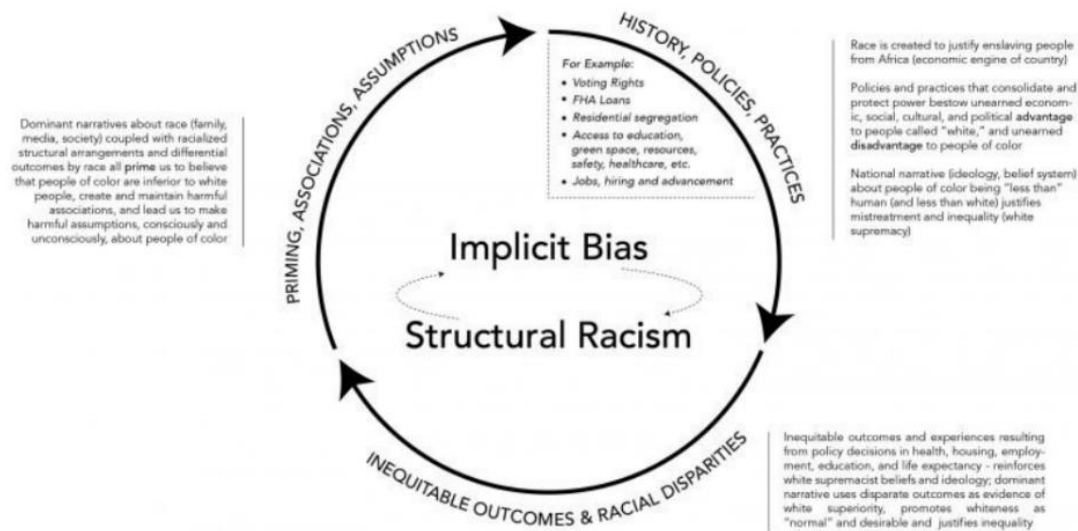 PRIMING, ASSOCIATIONS, ASSUMPTIONS
HISTORY, POLICIES, PRACTICES
For Example:
• Voting Rights
• FHA Loans
• Residential segregation
• Access to education,
green space, resources,
safety, healthcare, etc.
• Jobs, hiring and advancement
Race is created to justify enslaving people
from Africa (economic engine of country)
Policies and practices that consolidate and
protect power bestow unearned econom-
ic, social, cultural, and political advantage
to people called "white," and unearned
disadvantage to people of color
National narrative (ideology, belief system)
about people of color being "less than"
human (and less than white) justifies
mistreatment and inequality (white
supremacy)
Dominant narratives about race (family,
media, society) coupled with racialized
structural arrangements and differential
outcomes by race all prime us to believe
that people of color are inferior to white
people, create and maintain harmful
associations, and lead us to make
harmful assumptions, consciously and
unconsciously, about people of color
Implicit Bias
Structural Racism
INEQUITABLE OUTCOMES & RACIAL DISPARITIES
Inequitable outcomes and experiences resulting
from policy decisions in health, housing, employ-
ment, education, and life expectancy - reinforces
white supremacist beliefs and ideology; dominant
narrative uses disparate outcomes as evidence of
white superiority, promotes whiteness as
"normal" and desirable and justifies inequality